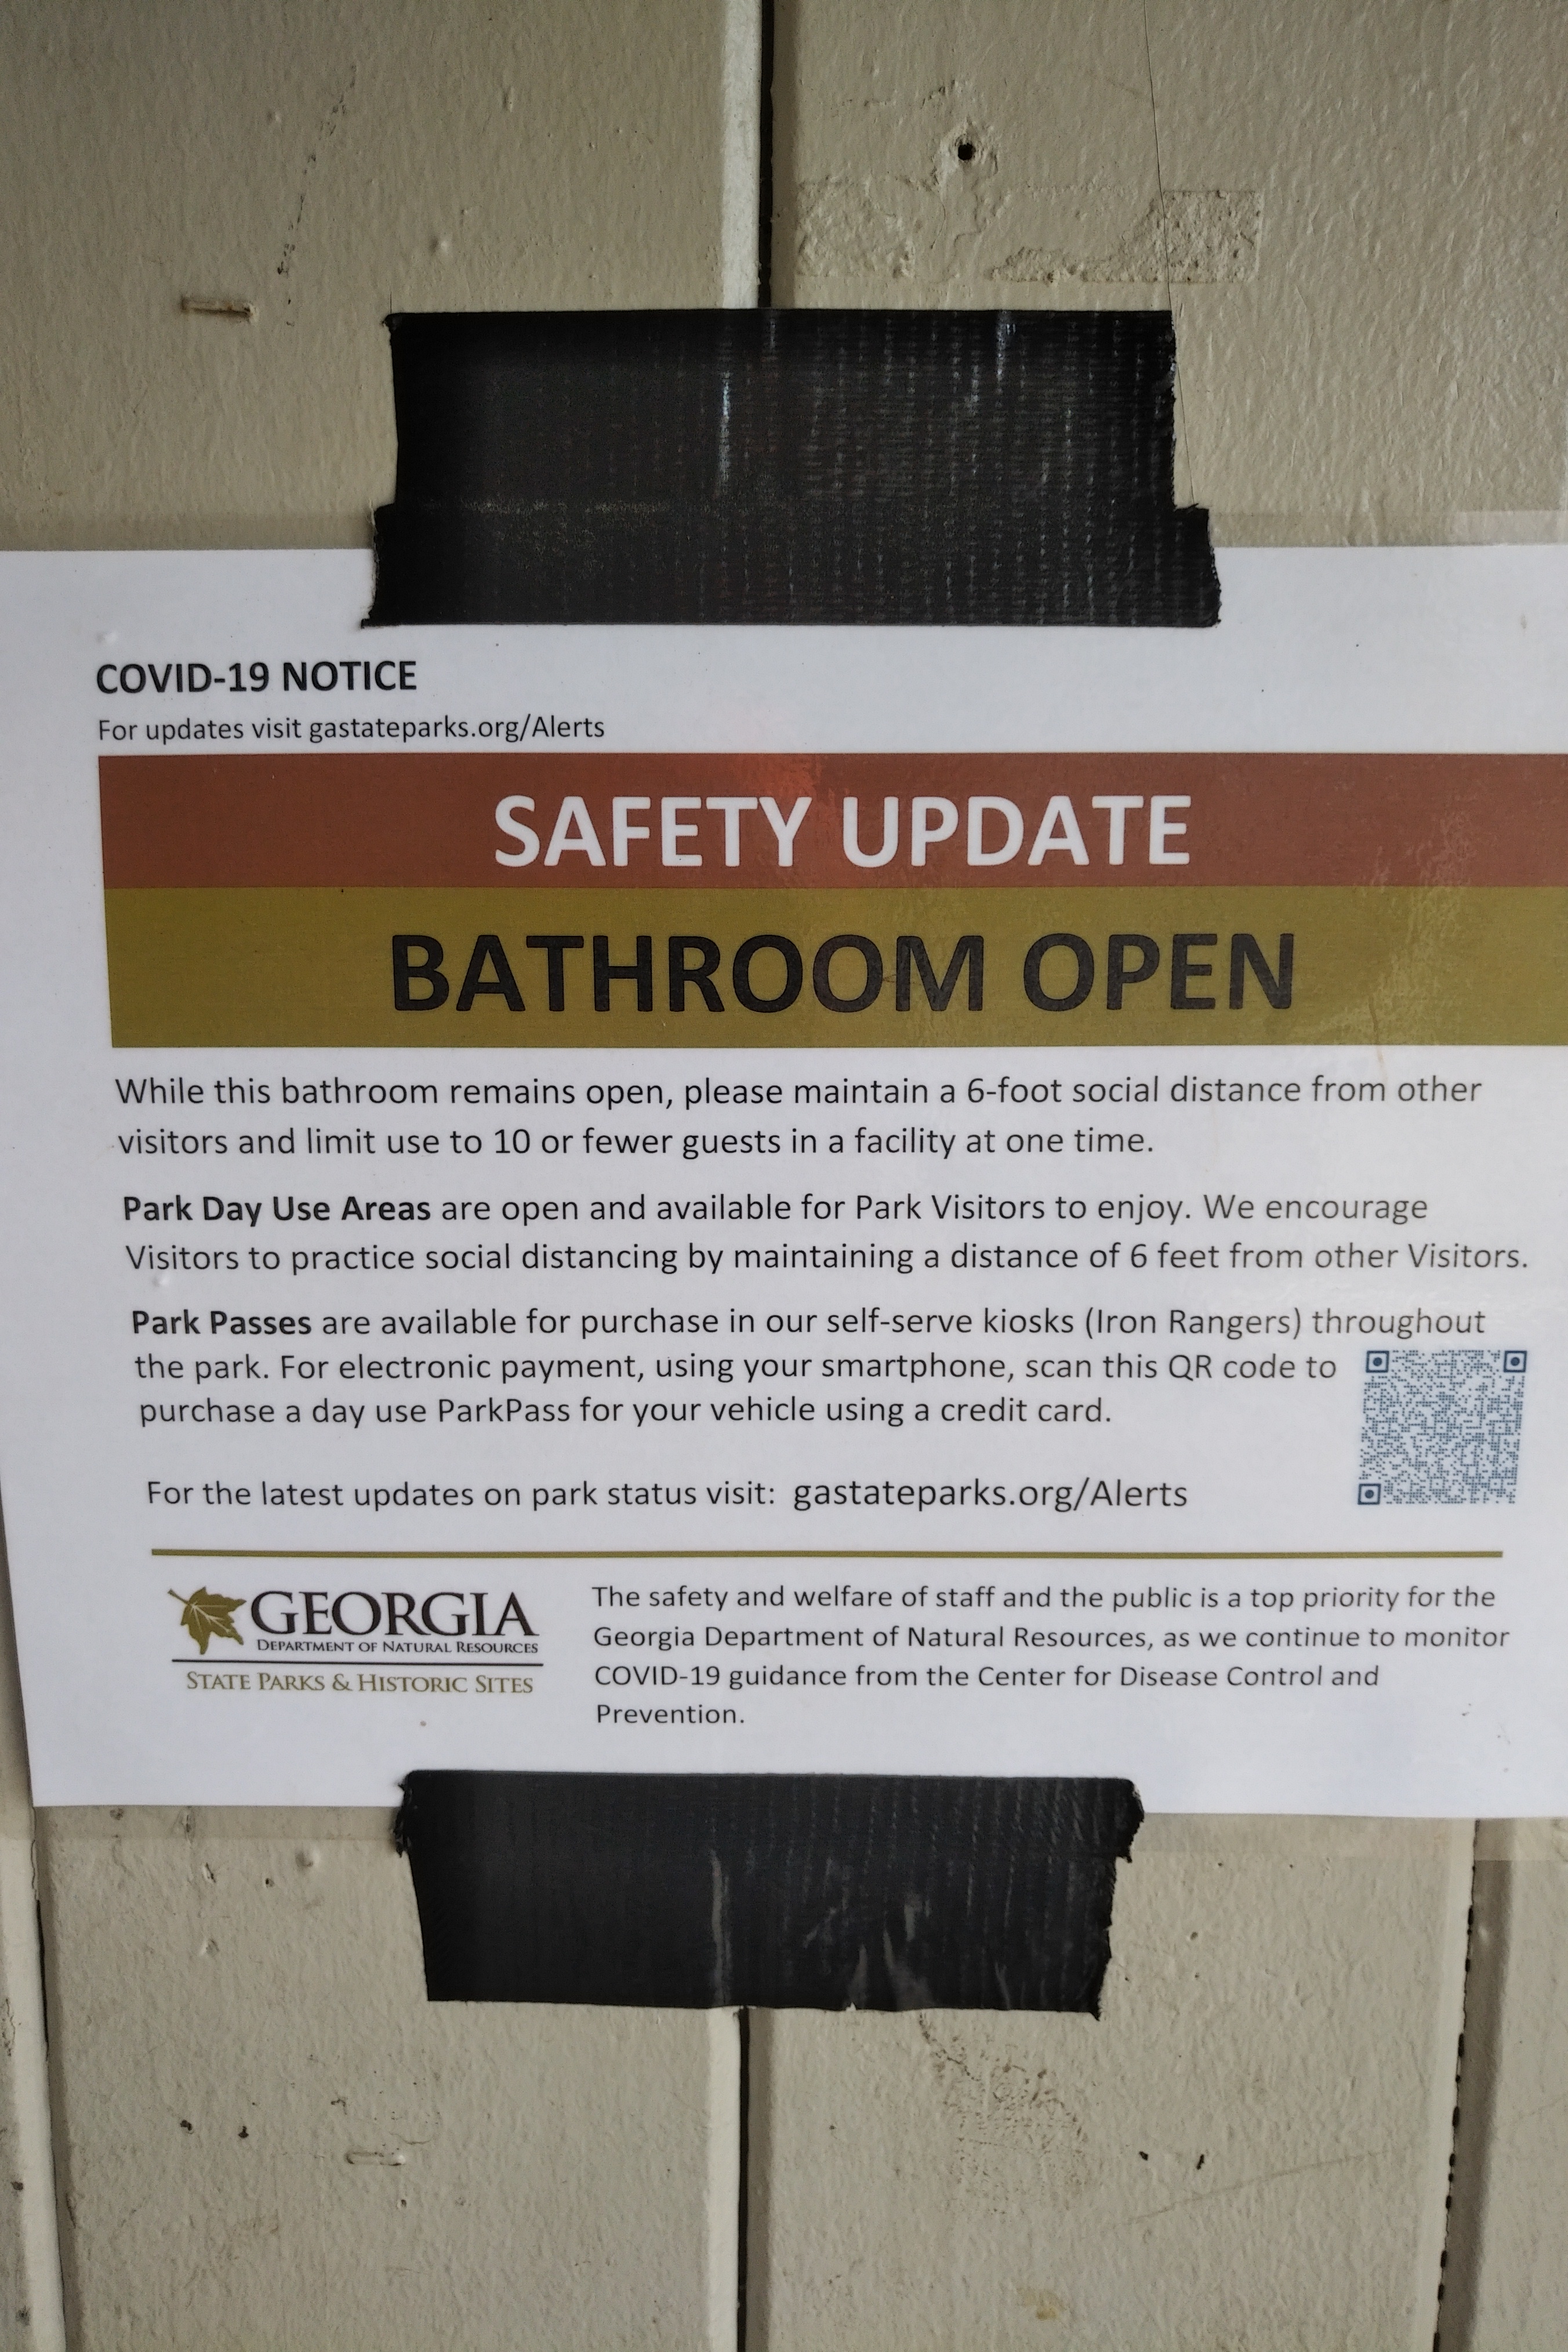 COVID-19 NOTICE
For updates visit gastateparks.org/Alerts
SAFETY UPDATE
BATHROOM OPEN
While this bathroom remains open, please maintain a 6-foot social distance from other
visitors and limit use to 10 or fewer guests in a facility at one time.
Park Day Use Areas are open and available for Park Visitors to enjoy. We encourage
Visitors to practice social distancing by maintaining a distance of 6 feet from other Visitors.
Park Passes are available for purchase in our self-serve kiosks (Iron Rangers) throughout
the park. For electronic payment, using your smartphone, scan this QR code to
purchase a day use ParkPass for your vehicle using a credit card.
For the latest updates on park status visit: gastateparks.org/Alerts
GEORGIA
DEPARTMENT OF NATURAL RESOURCES
STATE PARKS & HISTORIC SITES
The safety and welfare of staff and the public is a top priority for the
Georgia Department of Natural Resources, as we continue to monitor
COVID-19 guidance from the Center for Disease Control and
Prevention.